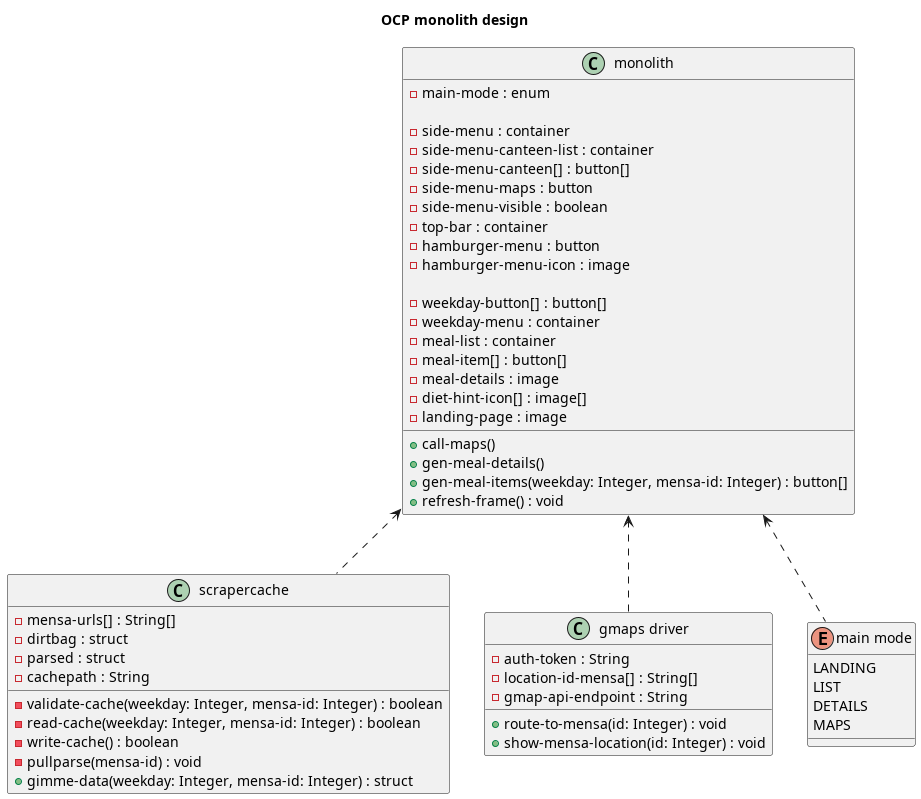 OCP monolith design
C monolith
main-mode : enum
side-menu : container
side-menu-canteen-list : container
side-menu-canteen[] : button[]
side-menu-maps : button
side-menu-visible : boolean
top-bar : container
hamburger-menu : button
hamburger-menu-icon : image
weekday-button[] : button[]
weekday-menu : container
meal-list : container
meal-item[] : button[]
meal-details : image
diet-hint-icon[] : image[]
landing-page : image
call-maps()
gen-meal-details()
gen-meal-items(weekday: Integer, mensa-id: Integer) : button[]
refresh-frame() : void
C scrapercache
mensa-urls[] : String[]
dirtbag : struct
parsed : struct
cachepath : String
validate-cache(weekday: Integer, mensa-id: Integer) : boolean
read-cache(weekday: Integer, mensa-id: Integer) : boolean
write-cache() : boolean
pullparse(mensa-id) : void
gimme-data(weekday: Integer, mensa-id: Integer) : struct
C gmaps driver
auth-token : String
location-id-mensa[] : String[]
gmap-api-endpoint : String
route-to-mensa(id: Integer) : void
show-mensa-location(id: Integer) : void
E main mode
LANDING
LIST
DETAILS
MAPS